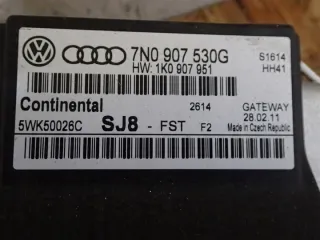 7N0 907 530G
S1614
HW: 1K0 907 951
HH41
Continental
2614
GATEWAY
28.02.11
5WK50026C
SJ8 - FST F2
Made in Czech Republic